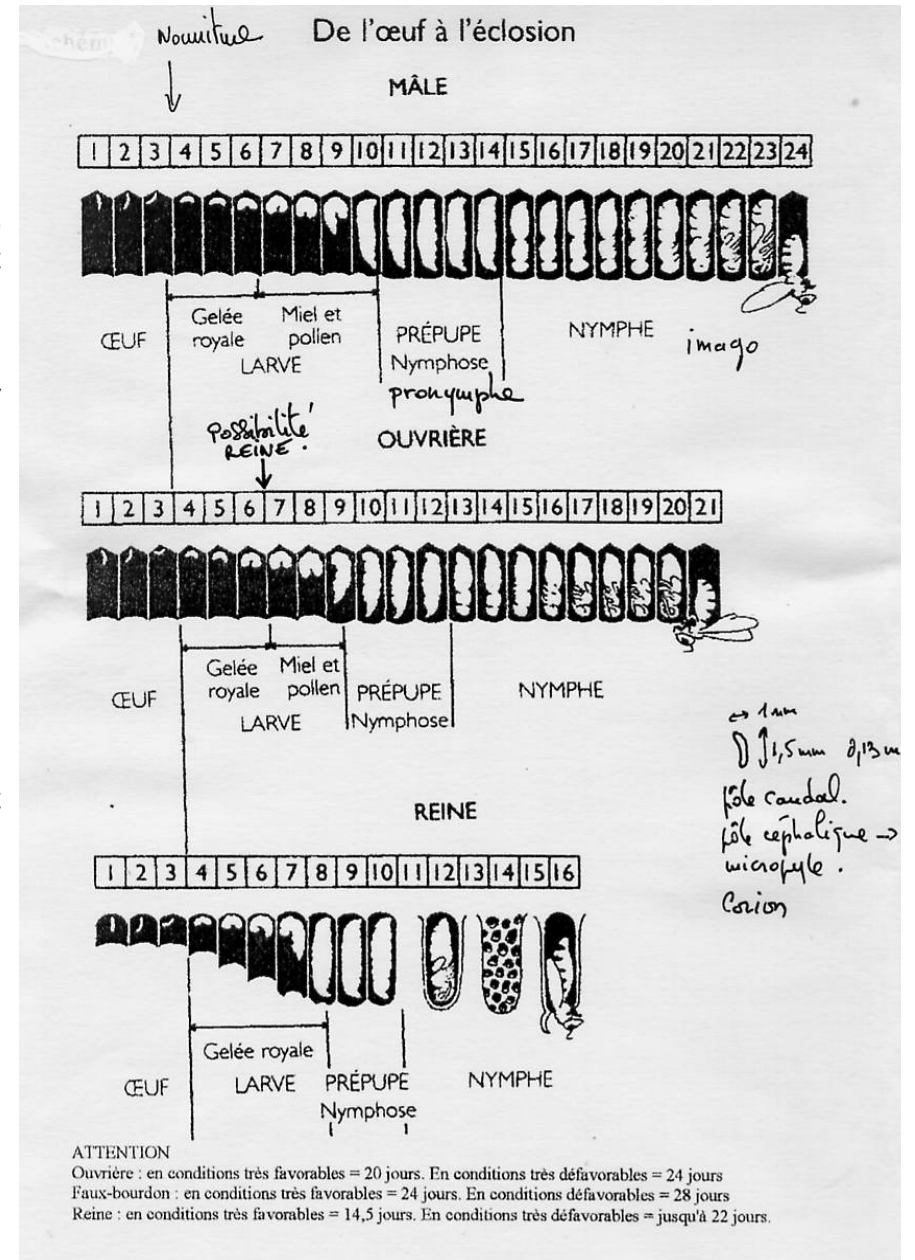 Nourriture
De l'œuf à l'éclosion
MÂLE
1 2 3 4 5 6 7 8 9 10 11 12 13 14 15 16 17 18 19 20 21 22 23 24
ŒUF
Gelée royale
Miel et pollen
LARVE
PRÉPUPE
Nymphose
pronymphe
NYMPHE
imago
Possibilité
REINE.
OUVRIÈRE
1 2 3 4 5 6 7 8 9 10 11 12 13 14 15 16 17 18 19 20 21
ŒUF
Gelée royale
Miel et pollen
LARVE
PRÉPUPE
Nymphose
NYMPHE
↔ 1 mm
1,5 mm
pôle caudal.
pôle céphalique →
micropyle.
Corion
REINE
1 2 3 4 5 6 7 8 9 10 11 12 13 14 15 16
ŒUF
Gelée royale
LARVE
PRÉPUPE
Nymphose
NYMPHE
ATTENTION
Ouvrière : en conditions très favorables = 20 jours. En conditions très défavorables = 24 jours
Faux-bourdon : en conditions très favorables = 24 jours. En conditions défavorables = 28 jours
Reine : en conditions très favorables = 14,5 jours. En conditions très défavorables = jusqu'à 22 jours.